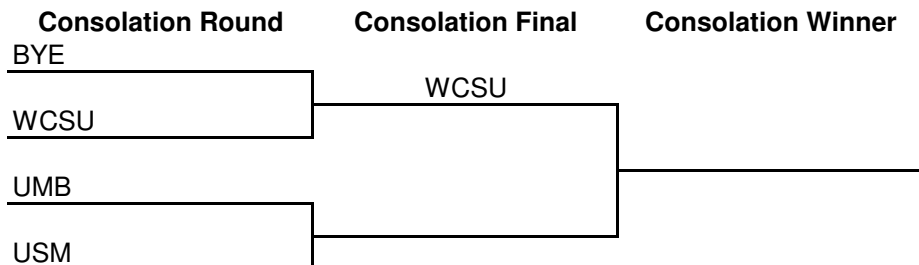 Consolation Round Consolation Final Consolation Winner
BYE
WCSU
WCSU
UMB
USM